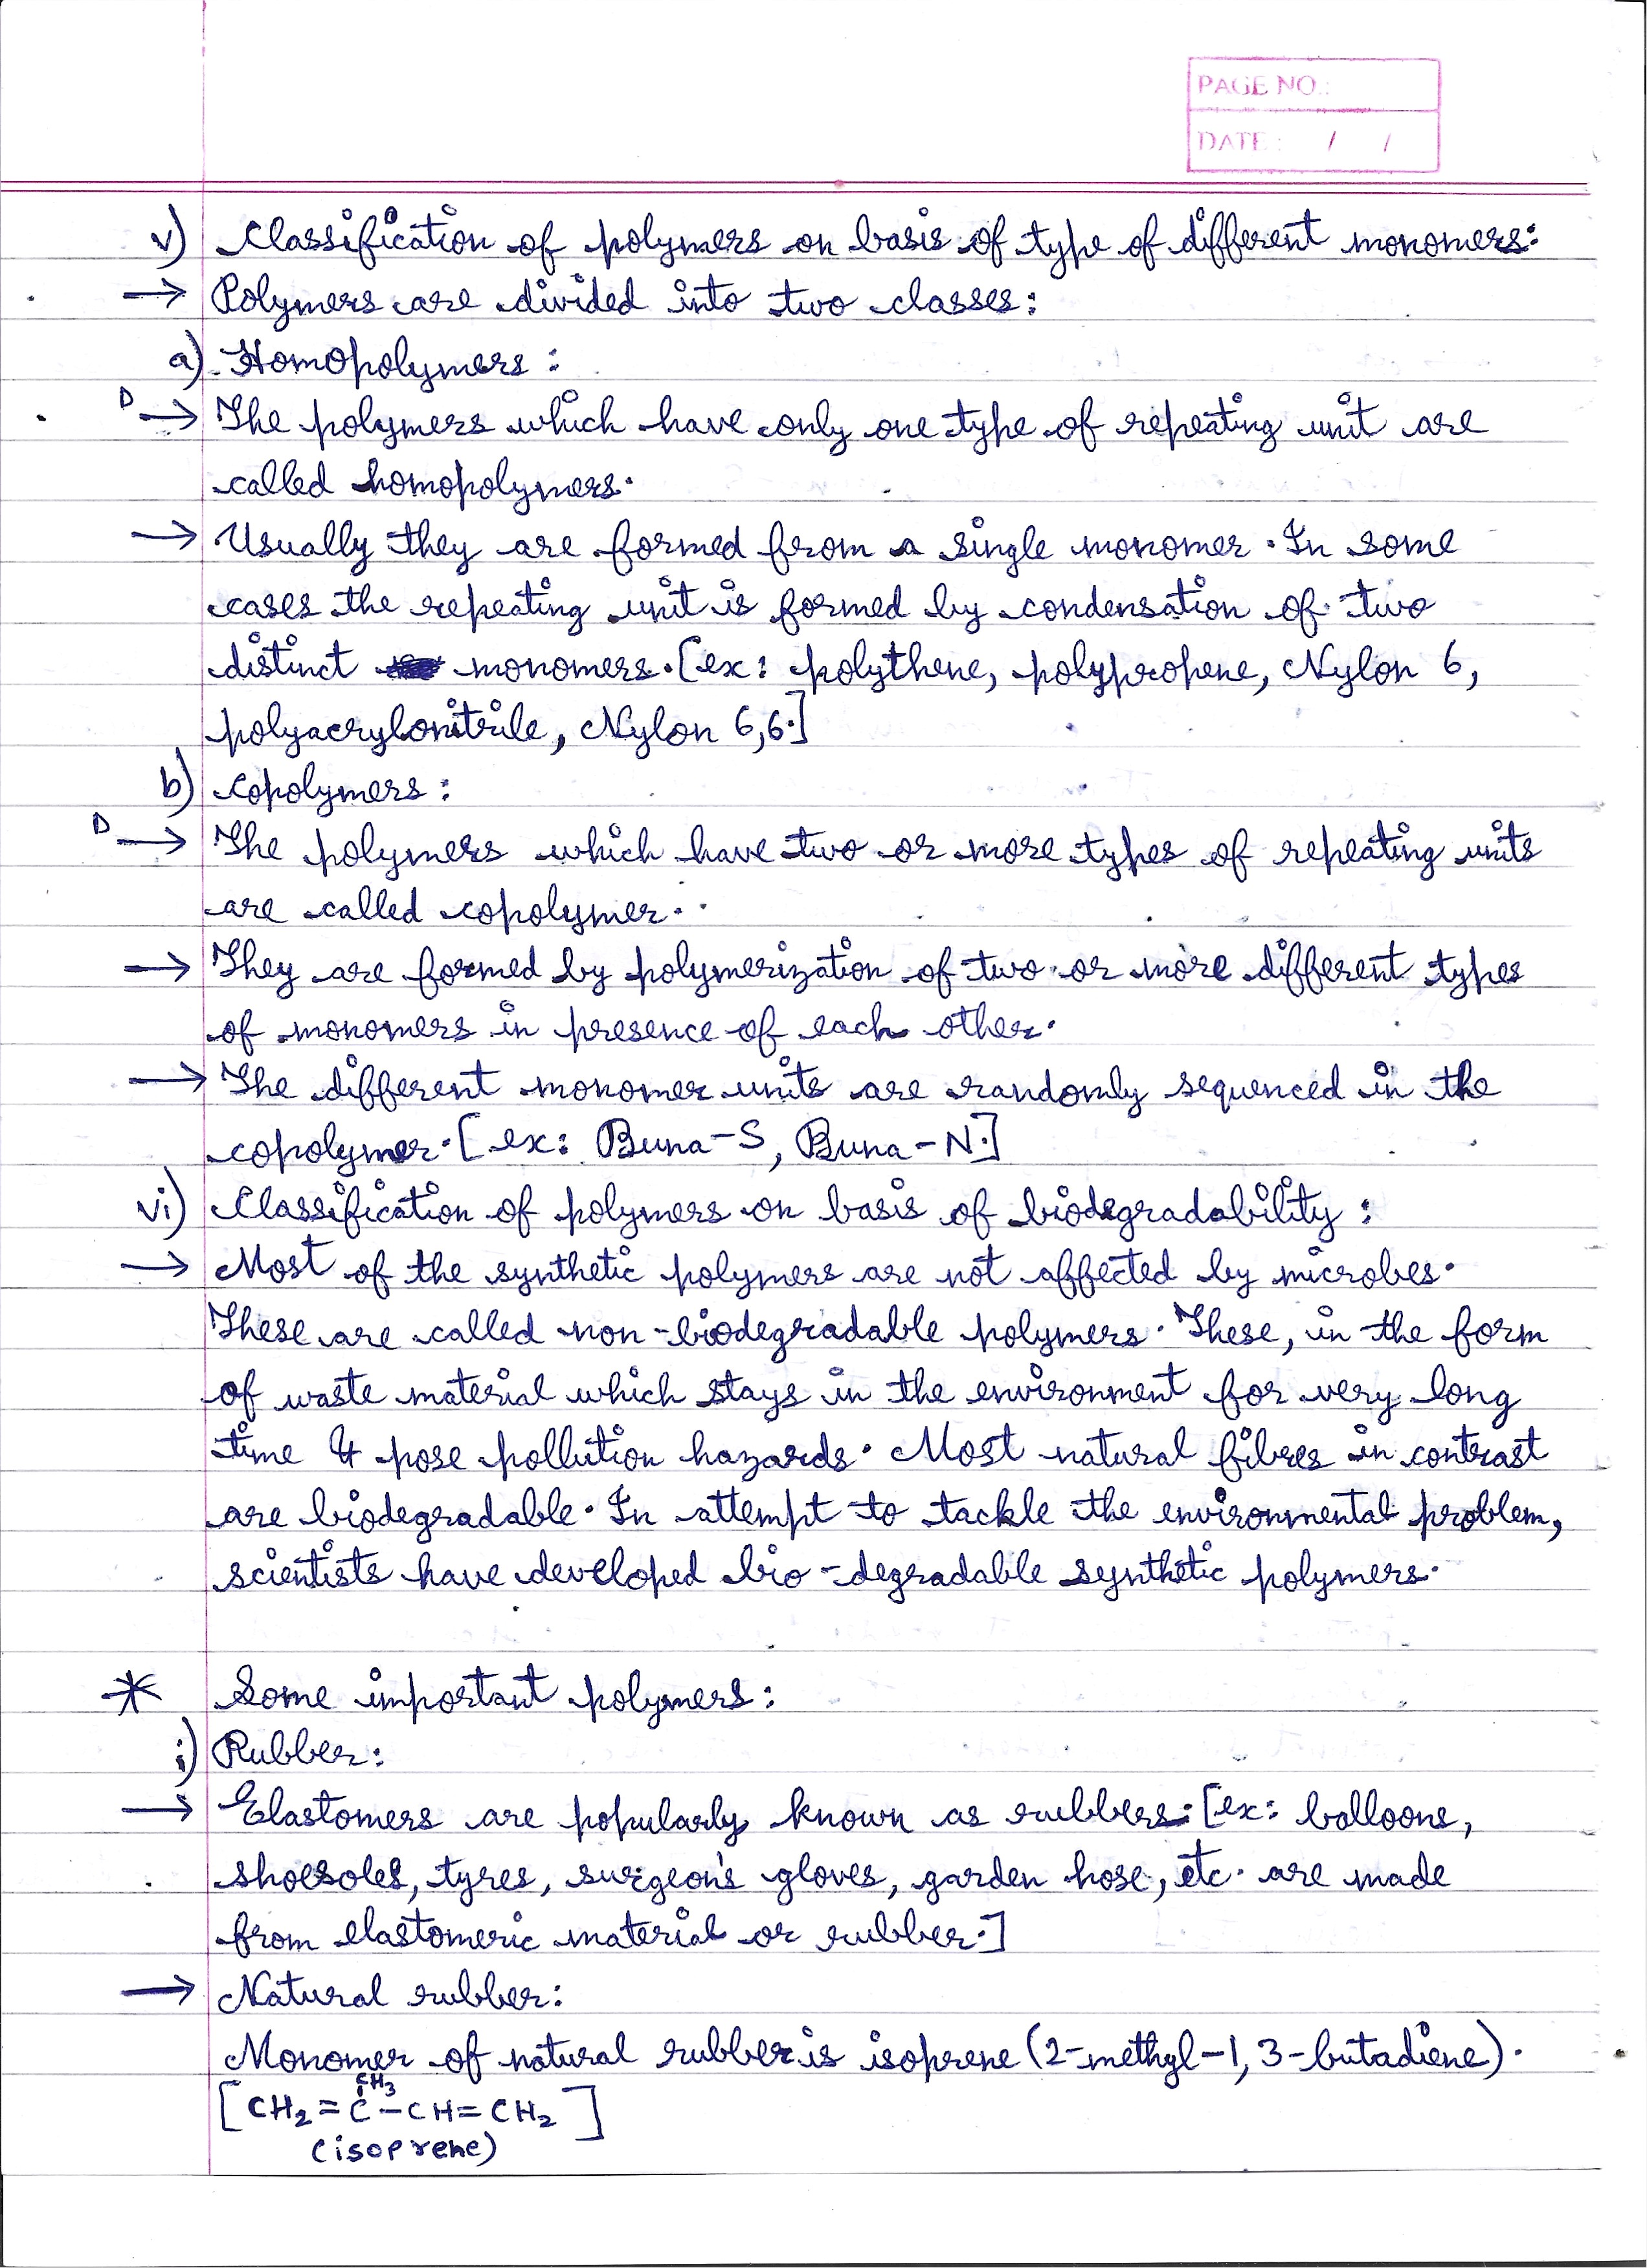 PAGE NO.:
DATE : / /
v) Classification of polymers on basis of type of different monomers:
→ Polymers are divided into two classes:
a) Homopolymers :
D → The polymers which have only one type of repeating unit are
called homopolymers.
→ Usually they are formed from a single monomer. In some
cases the repeating unit is formed by condensation of two
distinct monomers. [ex: polythene, polypropene, Nylon 6,
polyacrylonitrile, Nylon 6,6.]
b) Copolymers :
D → The polymers which have two or more types of repeating units
are called copolymer.
→ They are formed by polymerization of two or more different types
of monomers in presence of each other.
→ The different monomer units are randomly sequenced in the
copolymer. [ex: Buna-S, Buna-N.]
vi) Classification of polymers on basis of biodegradability :
→ Most of the synthetic polymers are not affected by microbes.
These are called non-biodegradable polymers. These, in the form
of waste material which stays in the environment for very long
time & pose pollution hazards. Most natural fibres in contrast
are biodegradable. In attempt to tackle the environmental problem,
scientists have developed bio-degradable synthetic polymers.
* Some important polymers :
i) Rubber:
→ Elastomers are popularly known as rubbers. [ex: balloons,
shoesoles, tyres, surgeon's gloves, garden hose, etc. are made
from elastomeric material or rubber.]
→ Natural rubber:
Monomer of natural rubber is isoprene (2-methyl-1, 3-butadiene).
CH3
[CH2=C-CH=CH2]
(isoprene)